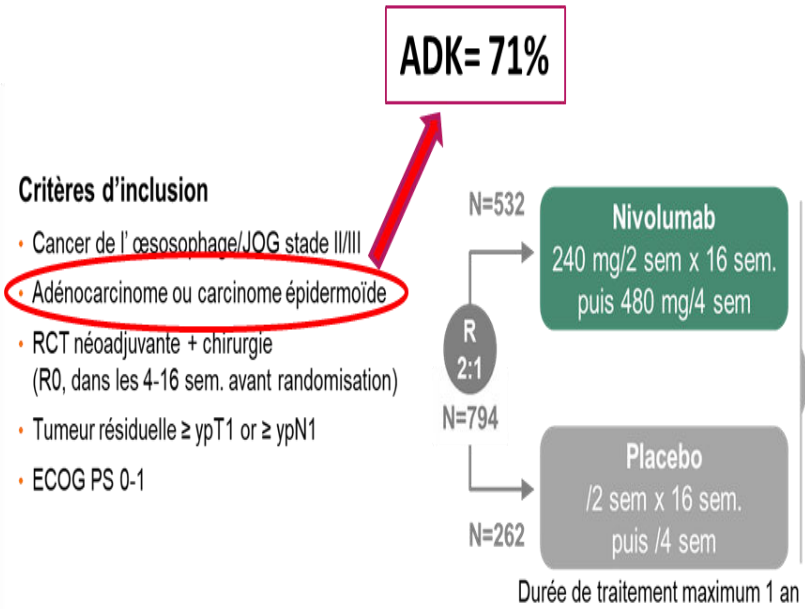 ADK= 71%
Critères d'inclusion
• Cancer de l' œsosophage/JOG stade II/III
• Adénocarcinome ou carcinome épidermoïde
• RCT néoadjuvante + chirurgie
(R0, dans les 4-16 sem. avant randomisation)
• Tumeur résiduelle ≥ ypT1 or ≥ ypN1
• ECOG PS 0-1
N=532
R
2:1
N=794
N=262
Nivolumab
240 mg/2 sem x 16 sem.
puis 480 mg/4 sem
Placebo
/2 sem x 16 sem.
puis /4 sem
Durée de traitement maximum 1 an